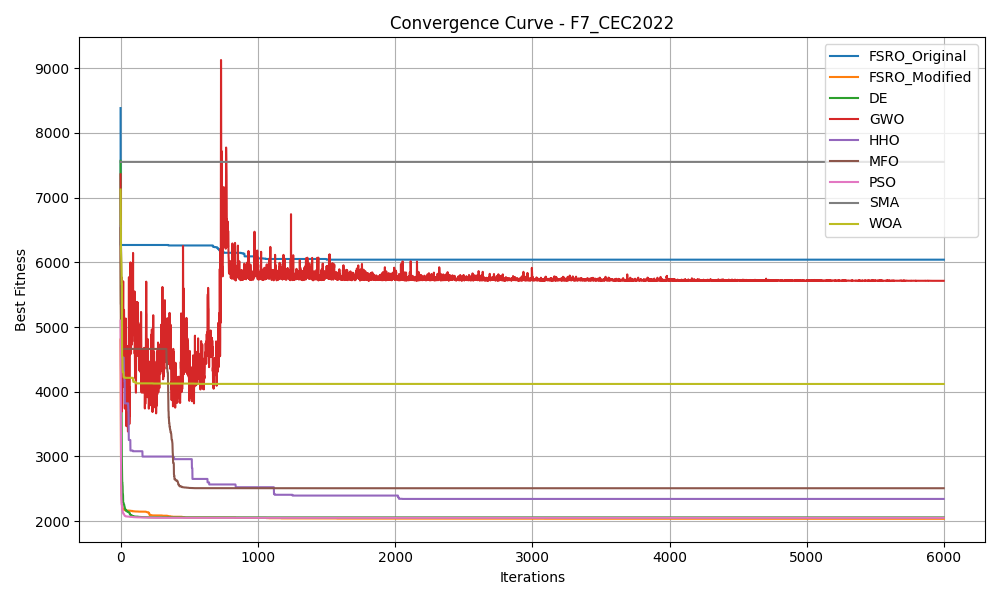 Convergence Curve - F7_CEC2022
Best Fitness
9000
8000
7000
6000
5000
4000
3000
2000
FSRO_Original
FSRO_Modified
DE
GWO
HHO
MFO
PSO
SMA
WOA
0 1000 2000 3000 4000 5000 6000
Iterations